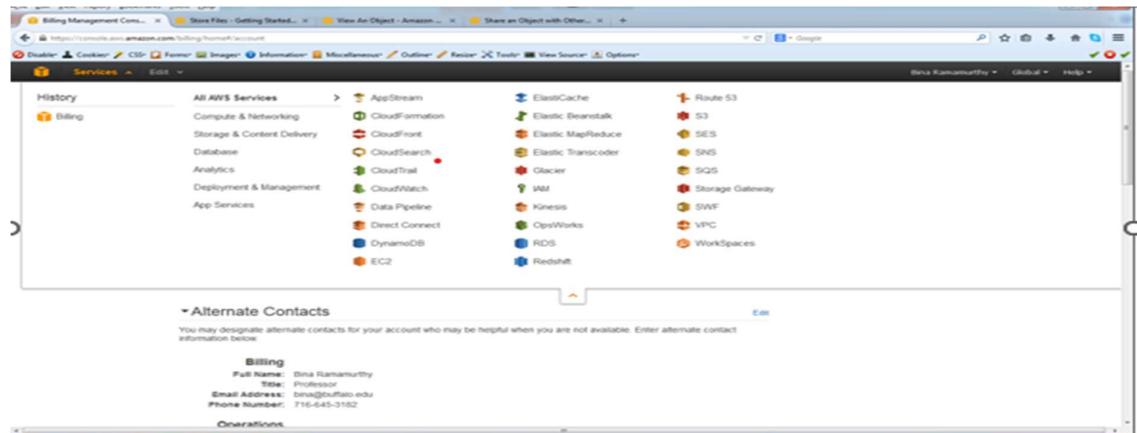 Billing Management Cons... ×
Store Files - Getting Started... ×
View An Object - Amazon ... ×
Share an Object with Other... ×
+
https://console.aws.amazon.com/billing/home#/account
Google
Disable Cookies CSS Forms Images Information Miscellaneous Outline Resize Tools View Source Options
Services Edit
Bina Ramamurthy Global Help
History
Billing
All AWS Services >
Compute & Networking
Storage & Content Delivery
Database
Analytics
Deployment & Management
App Services
AppStream
CloudFormation
CloudFront
CloudSearch
CloudTrail
CloudWatch
Data Pipeline
Direct Connect
DynamoDB
EC2
ElastiCache
Elastic Beanstalk
Elastic MapReduce
Elastic Transcoder
Glacier
IAM
Kinesis
OpsWorks
RDS
Redshift
Route 53
S3
SES
SNS
SQS
Storage Gateway
SWF
VPC
WorkSpaces
Alternate Contacts
Edit
You may designate alternate contacts for your account who may be helpful when you are not available. Enter alternate contact
information below.
Billing
Full Name: Bina Ramamurthy
Title: Professor
Email Address: bina@buffalo.edu
Phone Number: 716-645-3182
Operations